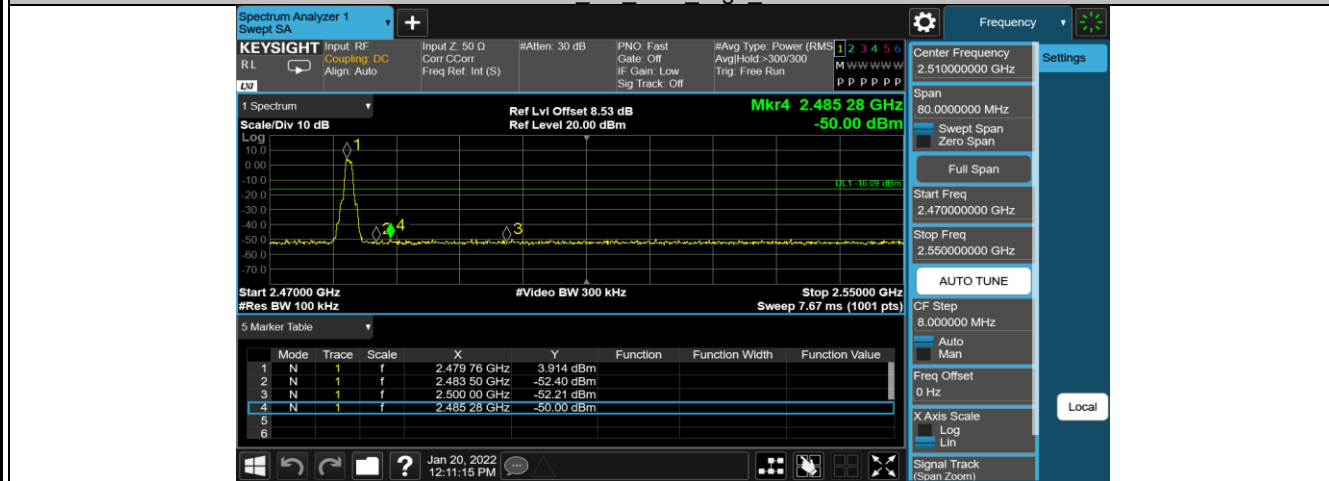 Spectrum Analyzer 1
Swept SA
+
Frequency
KEYSIGHT
RL
LXI
Input: RF
Coupling: DC
Align: Auto
Input Z: 50 Ω
Corr CCorr
Freq Ref: Int (S)
#Atten: 30 dB
PNO: Fast
Gate: Off
IF Gain: Low
Sig Track: Off
#Avg Type: Power (RMS
Avg|Hold:>300/300
Trig: Free Run
1 2 3 4 5 6
M W W W W W
P P P P P P
1 Spectrum
Scale/Div 10 dB
Ref Lvl Offset 8.53 dB
Ref Level 20.00 dBm
Mkr4 2.485 28 GHz
-50.00 dBm
Log
10.0
0.00
-10.0
-20.0
-30.0
-40.0
-50.0
-60.0
-70.0
1
2
4
3
DL1 -16.09 dBm
Start 2.47000 GHz
#Video BW 300 kHz
Stop 2.55000 GHz
#Res BW 100 kHz
Sweep 7.67 ms (1001 pts)
5 Marker Table
Mode Trace Scale X Y Function Function Width Function Value
1 N 1 f 2.479 76 GHz 3.914 dBm
2 N 1 f 2.483 50 GHz -52.40 dBm
3 N 1 f 2.500 00 GHz -52.21 dBm
4 N 1 f 2.485 28 GHz -50.00 dBm
5
6
?
Jan 20, 2022
12:11:15 PM
Center Frequency
2.510000000 GHz
Settings
Span
80.0000000 MHz
Swept Span
Zero Span
Full Span
Start Freq
2.470000000 GHz
Stop Freq
2.550000000 GHz
AUTO TUNE
CF Step
8.000000 MHz
Auto
Man
Freq Offset
0 Hz
X Axis Scale
Log
Lin
Local
Signal Track
(Span Zoom)